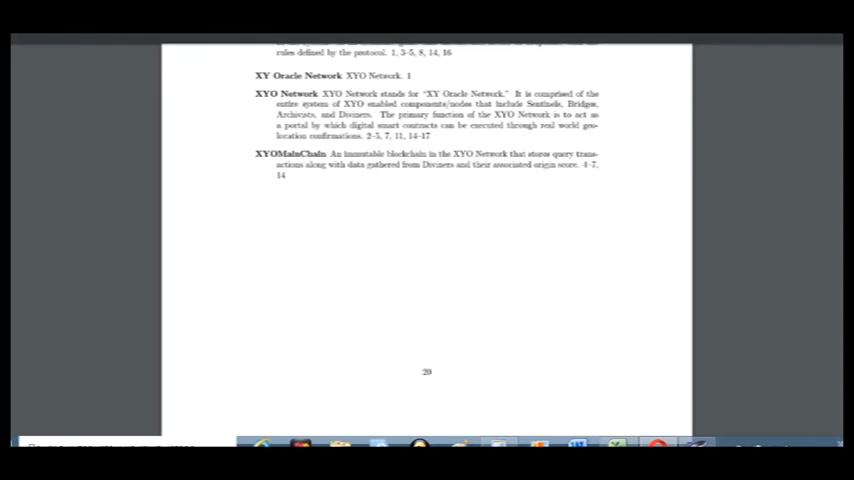 rules defined by the protocol. 1, 3–5, 8, 14, 16
XY Oracle Network XYO Network. 1
XYO Network XYO Network stands for “XY Oracle Network.” It is comprised of the
entire system of XYO enabled components/nodes that include Sentinels, Bridges,
Archivists, and Diviners. The primary function of the XYO Network is to act as
a portal by which digital smart contracts can be executed through real world geo-
location confirmations. 2–5, 7, 11, 14–17
XYOMainChain An immutable blockchain in the XYO Network that stores query trans-
actions along with data gathered from Diviners and their associated origin score. 4–7,
14
20